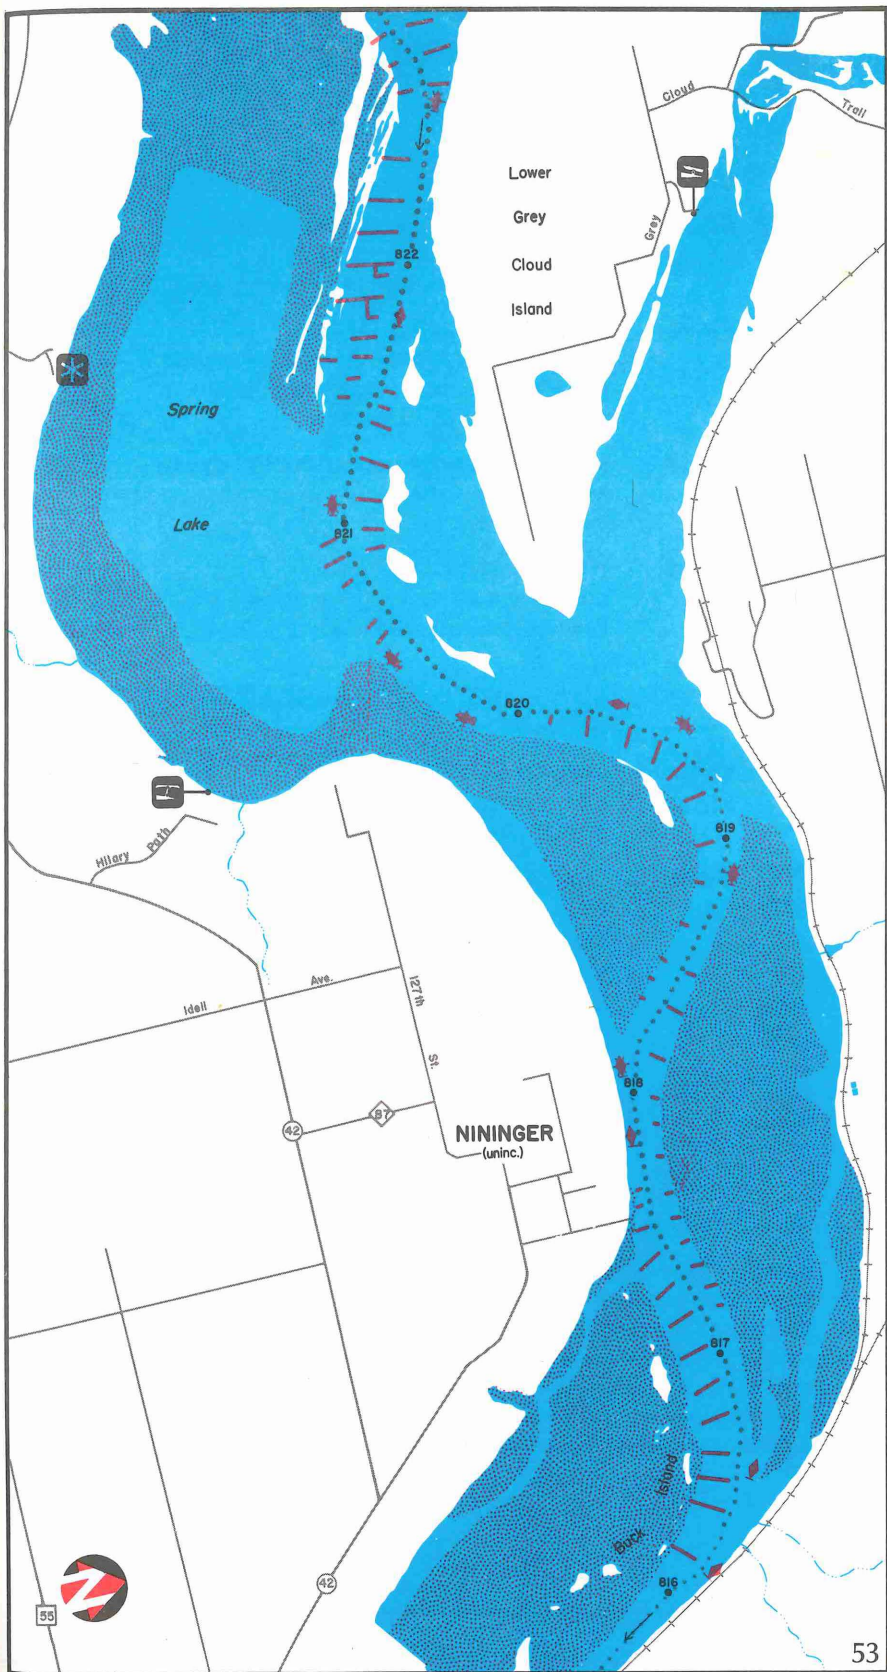 Cloud
Trail
Lower
Grey
Grey
Cloud
Island
822
Spring
Lake
821
820
819
Hilary Path
127th St.
Idell Ave.
818
87
42
NININGER
(uninc.)
817
Buck Island
816
42
N
55
53